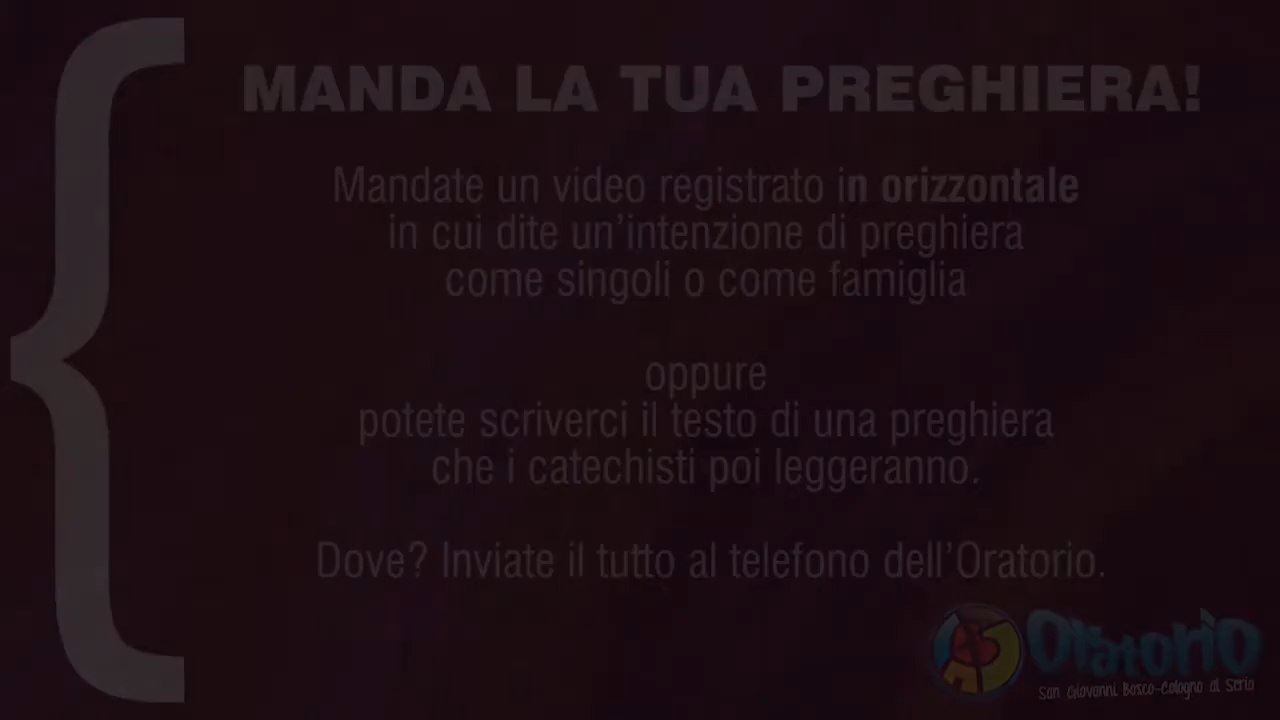 MANDA LA TUA PREGHIERA!
Mandate un video registrato in orizzontale
in cui dite un'intenzione di preghiera
come singoli o come famiglia
oppure
potete scriverci il testo di una preghiera
che i catechisti poi leggeranno.
Dove? Inviate il tutto al telefono dell'Oratorio.
Oratorio
San Giovanni Bosco-Cologno al Serio